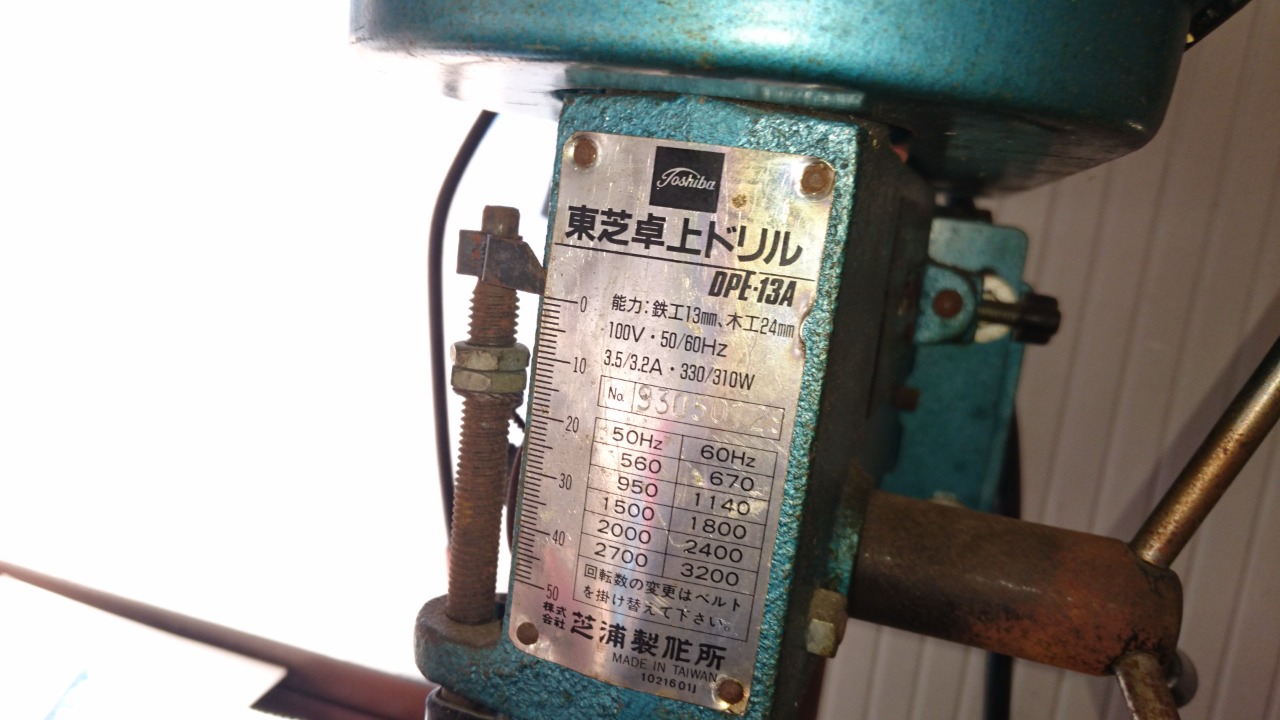 Toshiba
東芝卓上ドリル
DPE-13A
能力：鉄工13mm、木工24mm
100V・50/60Hz
3.5/3.2A・330/310W
No.
50Hz 60Hz
560 670
950 1140
1500 1800
2000 2400
2700 3200
回転数の変更はベルト
を掛け替えて下さい。
株式会社 芝浦製作所
MADE IN TAIWAN
1021601J
0
10
20
30
40
50